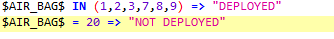 $AIR_BAG$ IN (1,2,3,7,8,9) => "DEPLOYED"
$AIR_BAG$ = 20 => "NOT DEPLOYED"